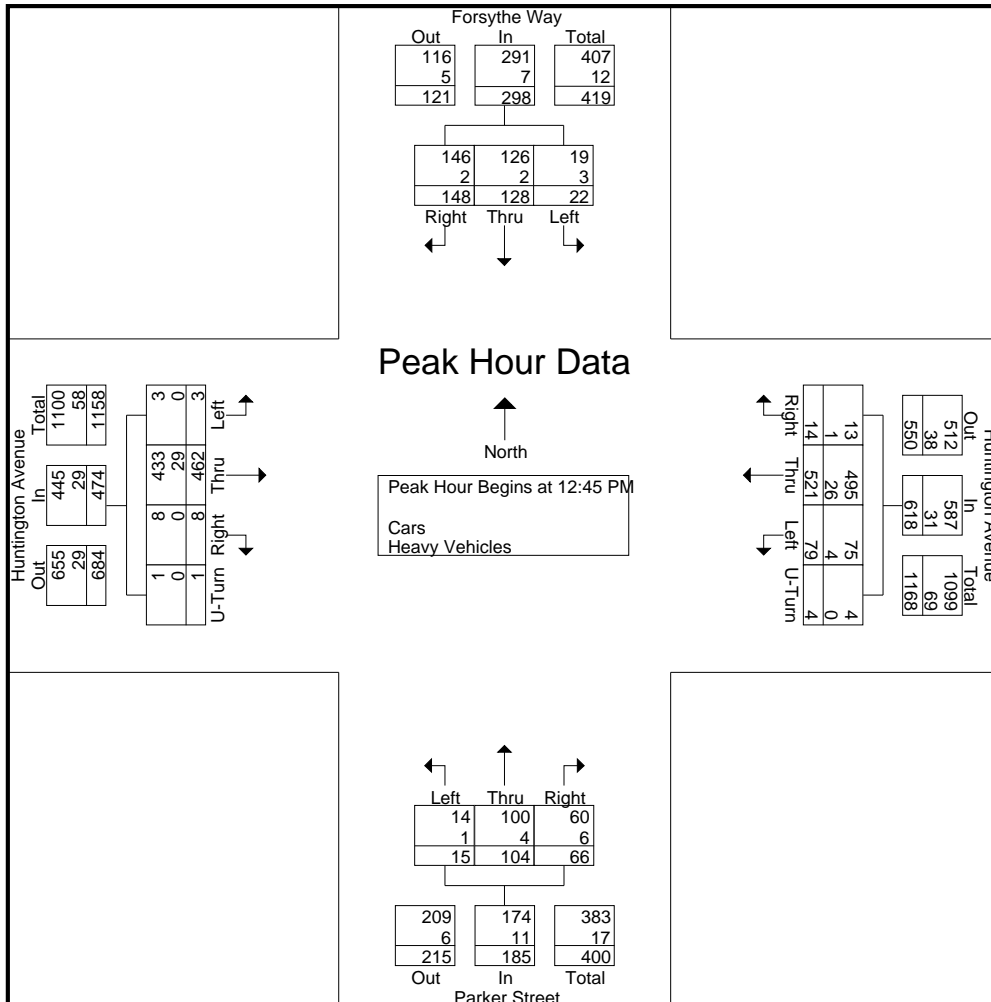 Forsythe Way
Out In Total
116 291 407
5 7 12
121 298 419
146 126 19
2 2 3
148 128 22
Right Thru Left
Peak Hour Data
North
Peak Hour Begins at 12:45 PM
Cars
Heavy Vehicles
Huntington Avenue
Out In Total
655 445 1100
29 29 58
684 474 1158
1 8 433 3
0 0 29 0
1 8 462 3
U-Turn Right Thru Left
Huntington Avenue
Out In Total
512 587 1099
38 31 69
550 618 1168
13 495 75 4
1 26 4 0
14 521 79 4
Right Thru Left U-Turn
Left Thru Right
14 100 60
1 4 6
15 104 66
209 174 383
6 11 17
215 185 400
Out In Total
Parker Street